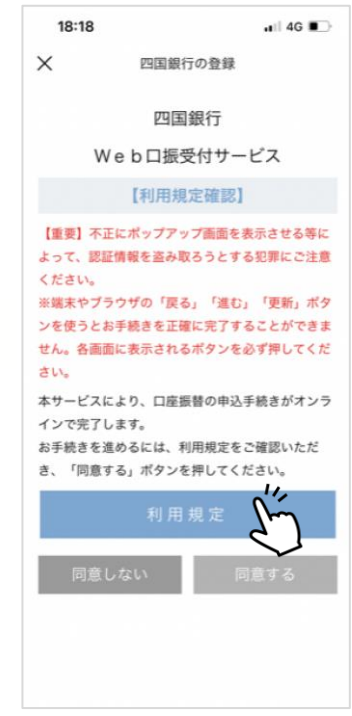 18:18 4G
× 四国銀行の登録
四国銀行
Web口振受付サービス
【利用規定確認】
【重要】不正にポップアップ画面を表示させる等に
よって、認証情報を盗み取ろうとする犯罪にご注意
ください。
※端末やブラウザの「戻る」「進む」「更新」ボタ
ンを使うとお手続きを正確に完了することができま
せん。各画面に表示されるボタンを必ず押してくだ
さい。
本サービスにより、口座振替の申込手続きがオンラ
インで完了します。
お手続きを進めるには、利用規定をご確認いただ
き、「同意する」ボタンを押してください。
利用規定
同意しない 同意する